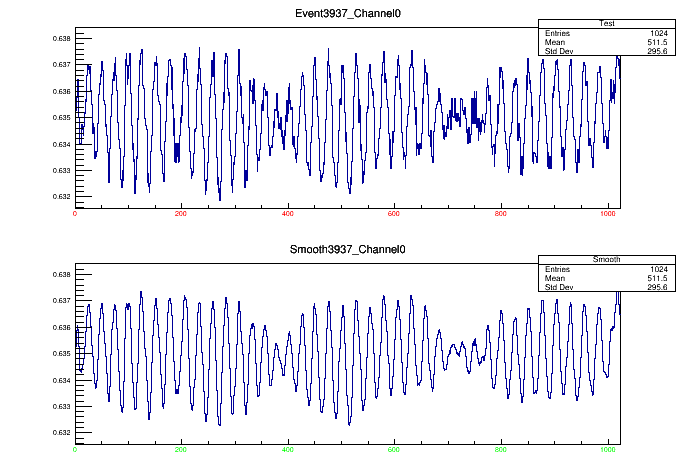 Event3937_Channel0
Test
Entries 1024
Mean 511.5
Std Dev 295.6
0.638
0.637
0.636
0.635
0.634
0.633
0.632
0 200 400 600 800 1000
Smooth3937_Channel0
Smooth
Entries 1024
Mean 511.5
Std Dev 295.6
0.638
0.637
0.636
0.635
0.634
0.633
0.632
0 200 400 600 800 1000